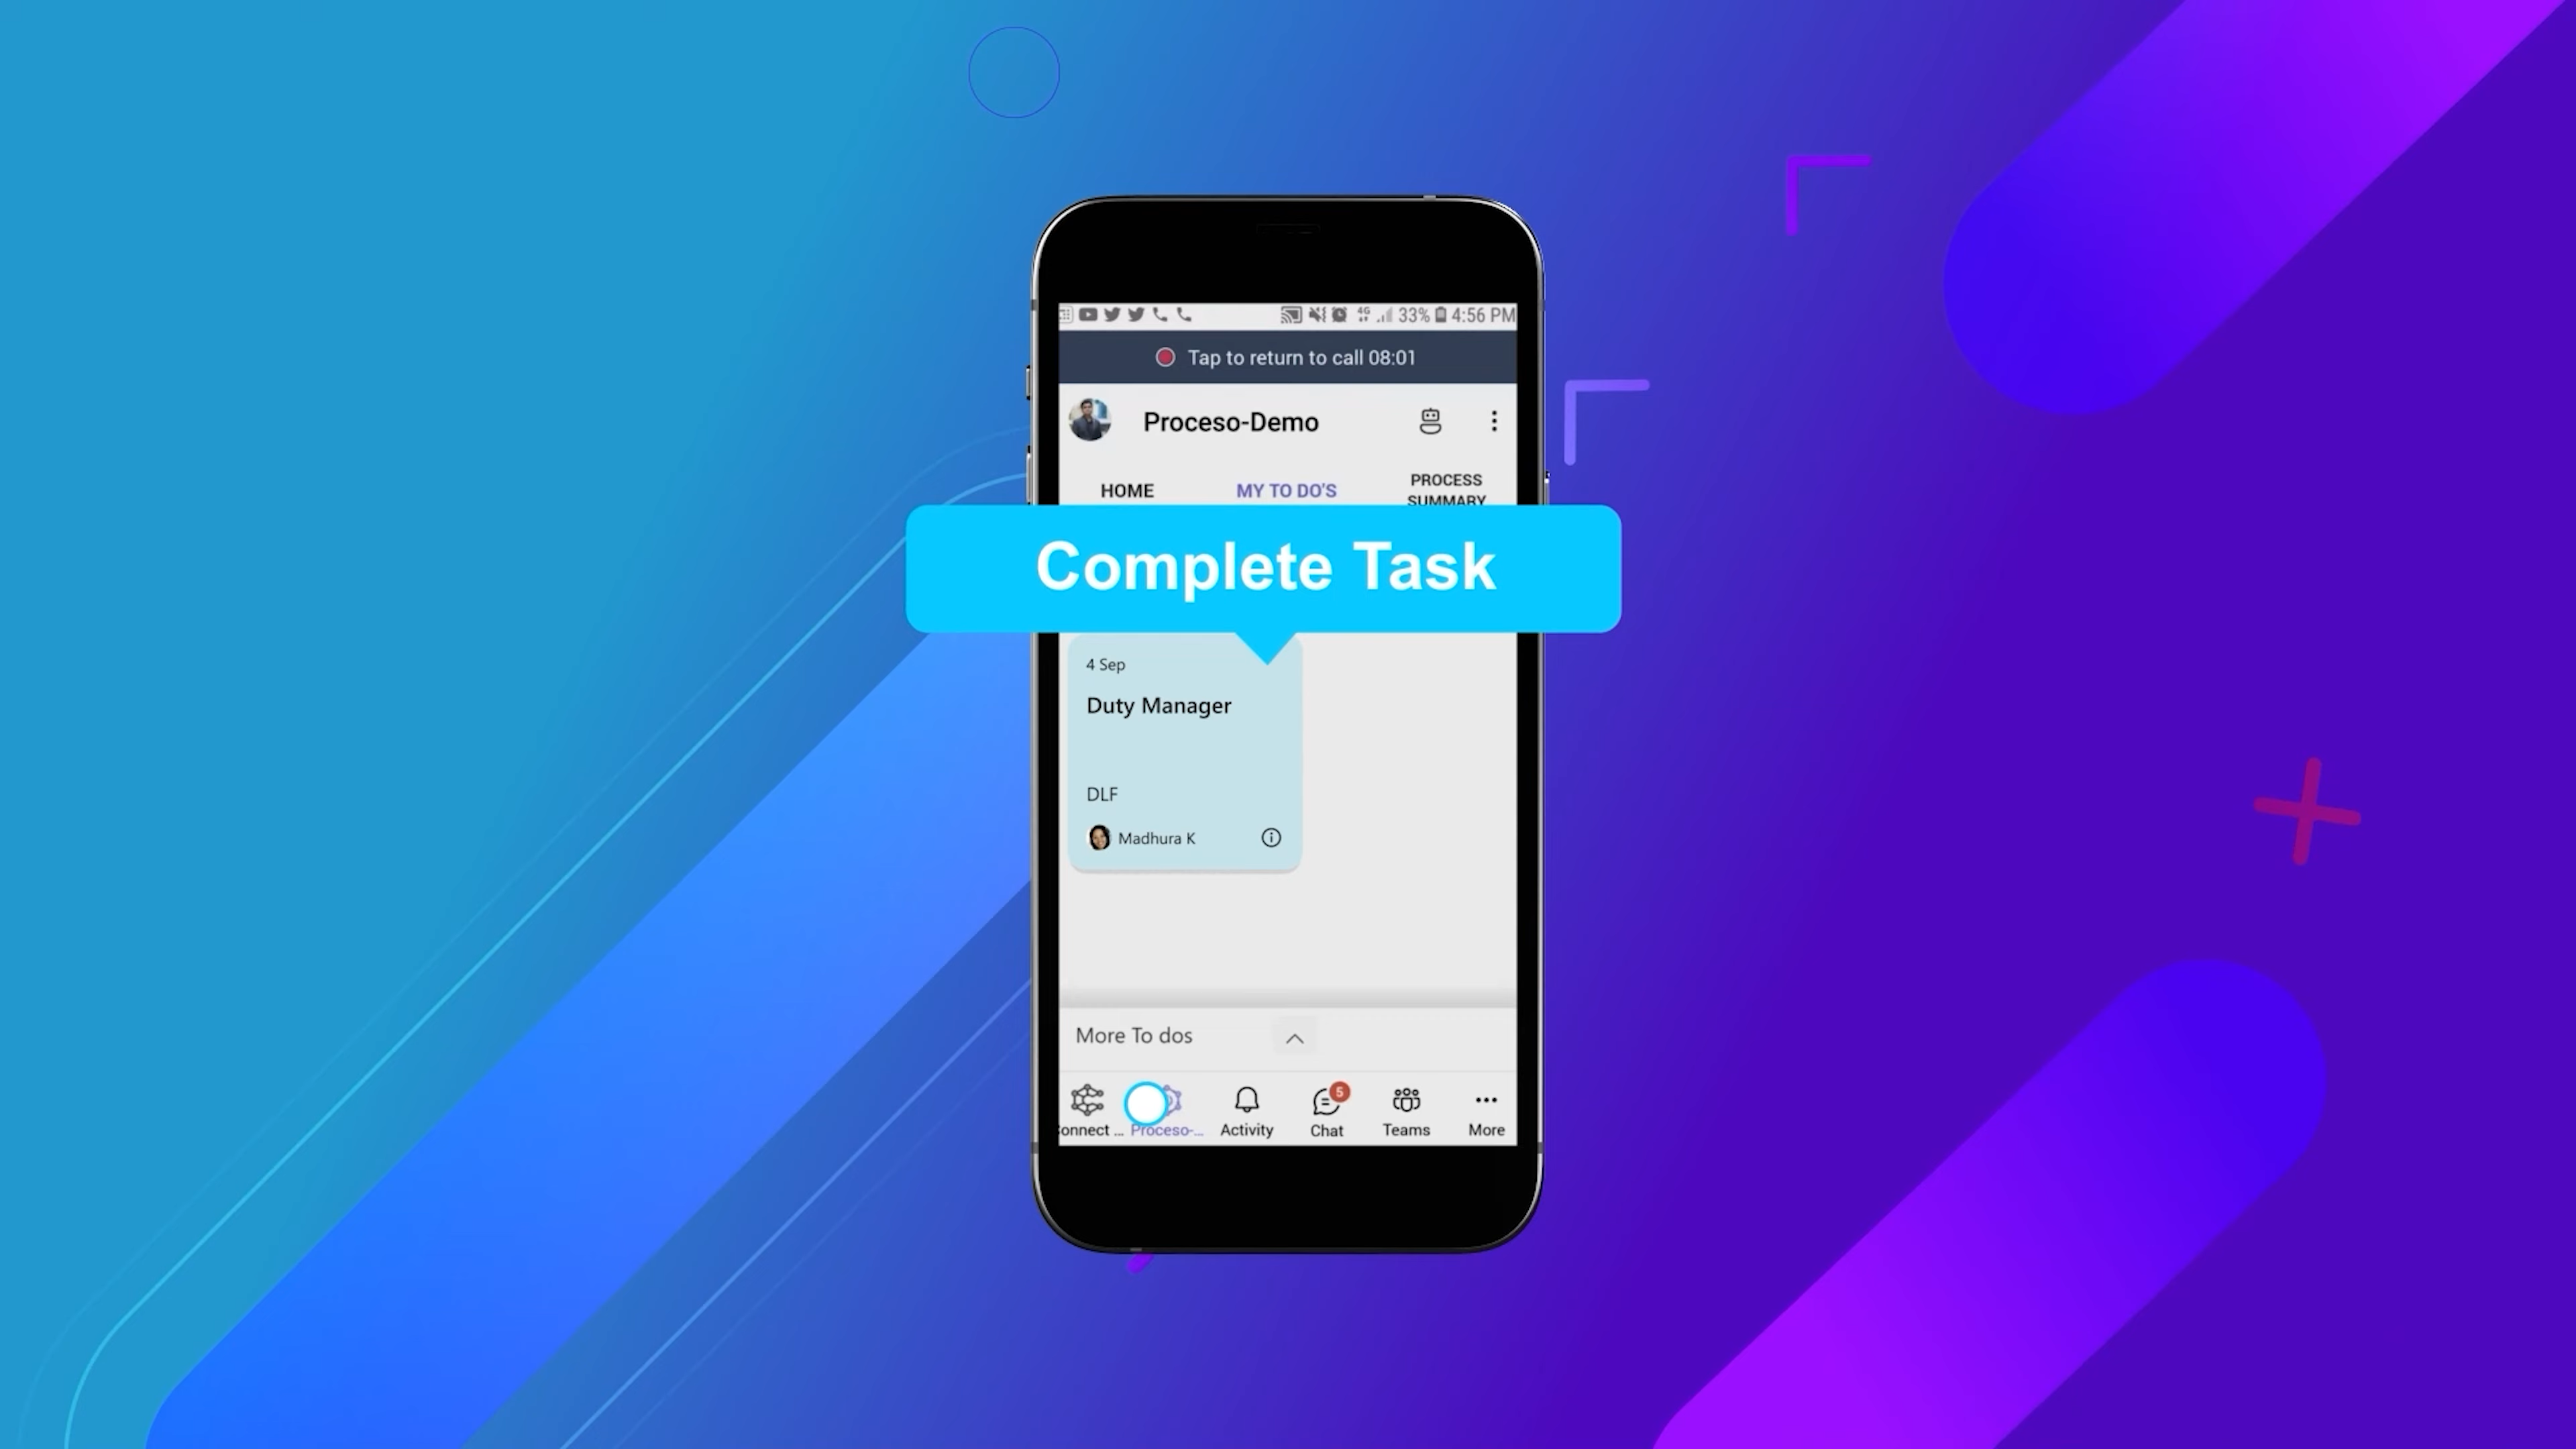 4G 33% 4:56 PM
Tap to return to call 08:01
Proceso-Demo
HOME
MY TO DO'S
PROCESS
SUMMARY
Complete Task
4 Sep
Duty Manager
DLF
Madhura K
More To dos
5
onnect ...
Proceso-...
Activity
Chat
Teams
More